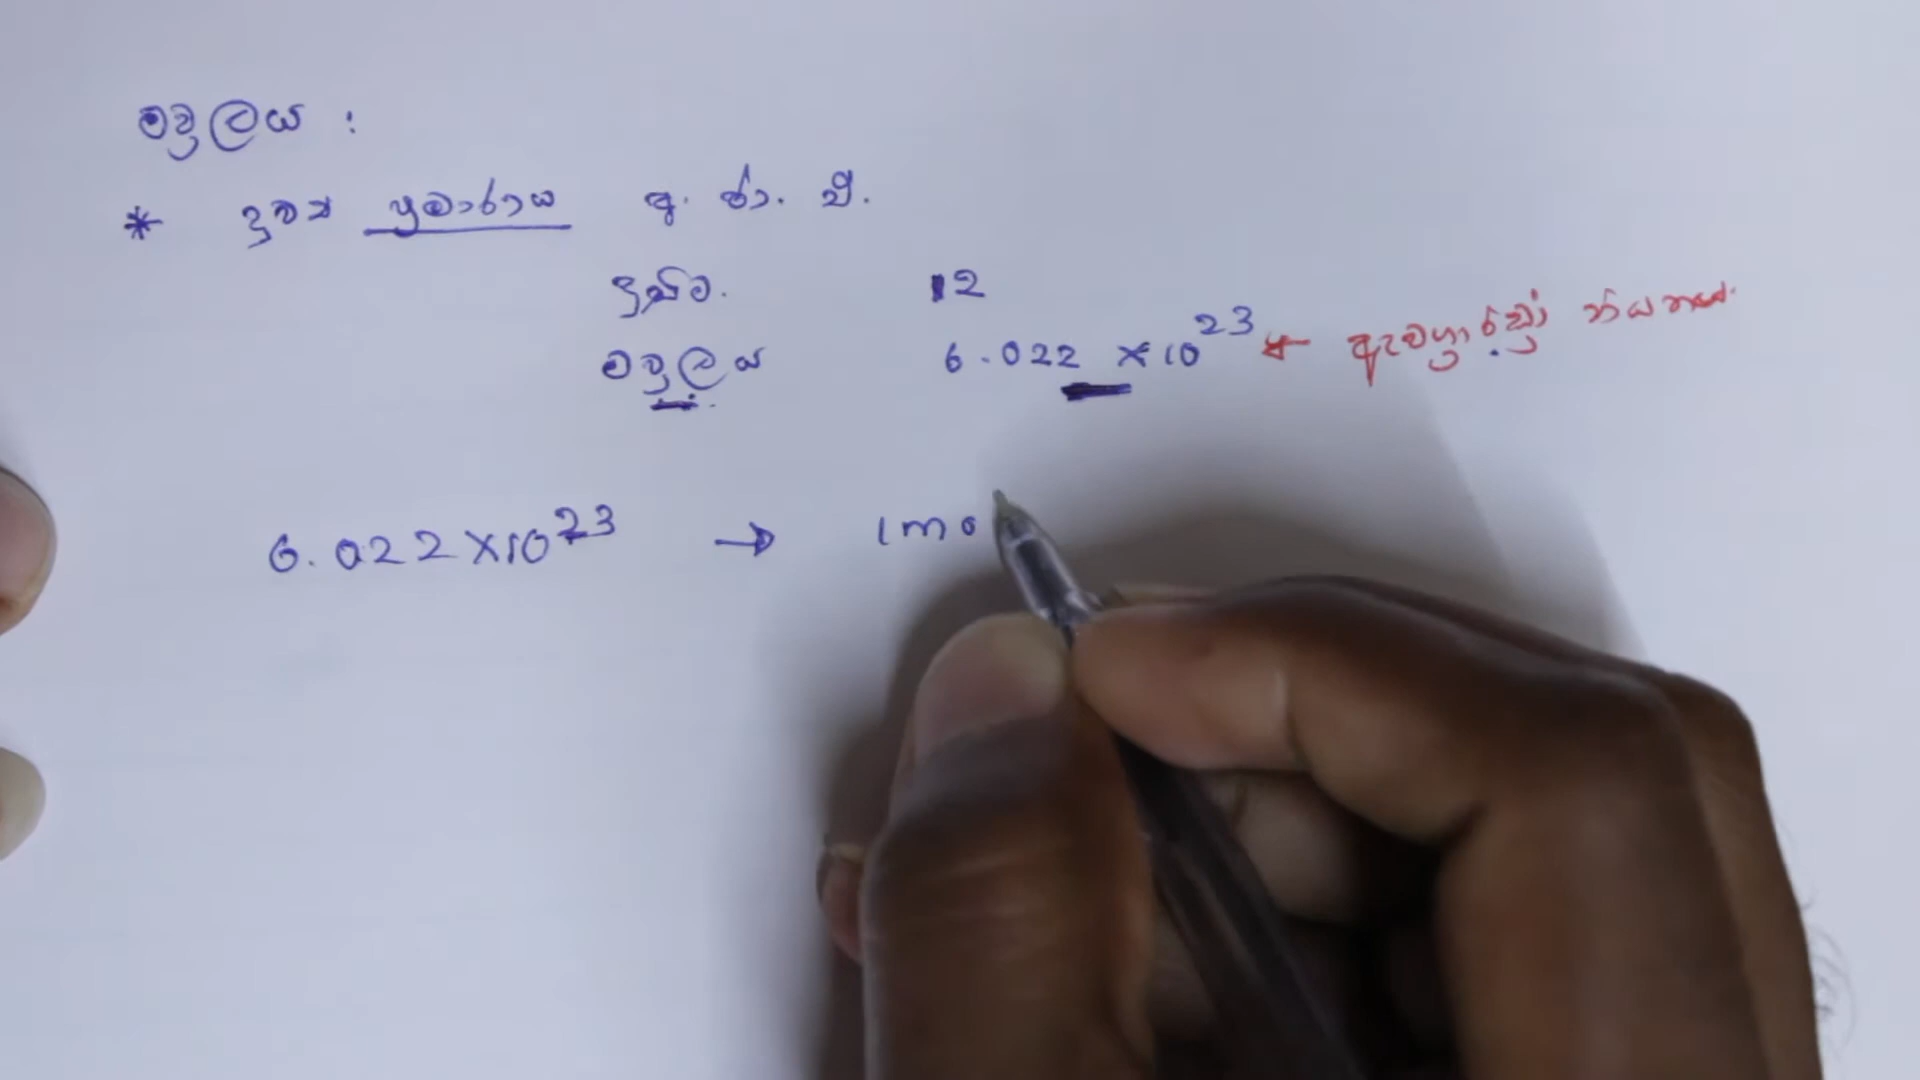 මවුලය :
* ද්‍රව්‍ය ප්‍රමාණය අ. ජා. ඒ.
දුසිම. 12
මවුලය 6.022 ×10²³ ← ඇවගාඩ්‍රෝ නියතය.
6.022×10²³ → 1mo